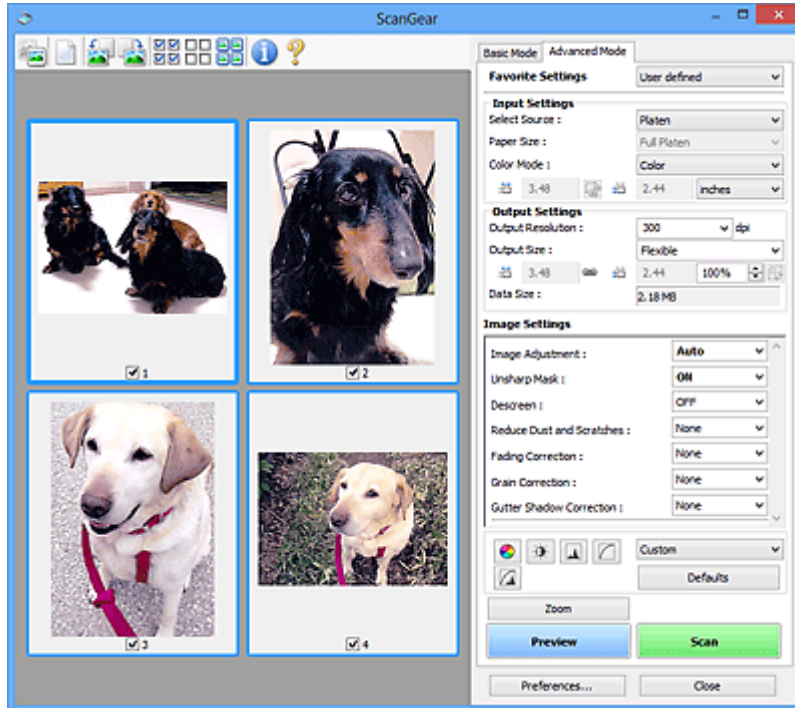 ScanGear
Basic Mode Advanced Mode
Favorite Settings User defined
Input Settings
Select Source : Platen
Paper Size : Full Platen
Color Mode : Color
3.48 2.44 inches
Output Settings
Output Resolution : 300 dpi
Output Size : Flexible
3.48 2.44 100%
Data Size : 2.18 MB
Image Settings
Image Adjustment : Auto
Unsharp Mask : ON
Descreen : OFF
Reduce Dust and Scratches : None
Fading Correction : None
Grain Correction : None
Gutter Shadow Correction : None
Custom
Defaults
Zoom
Preview Scan
Preferences... Close
1 2
3 4